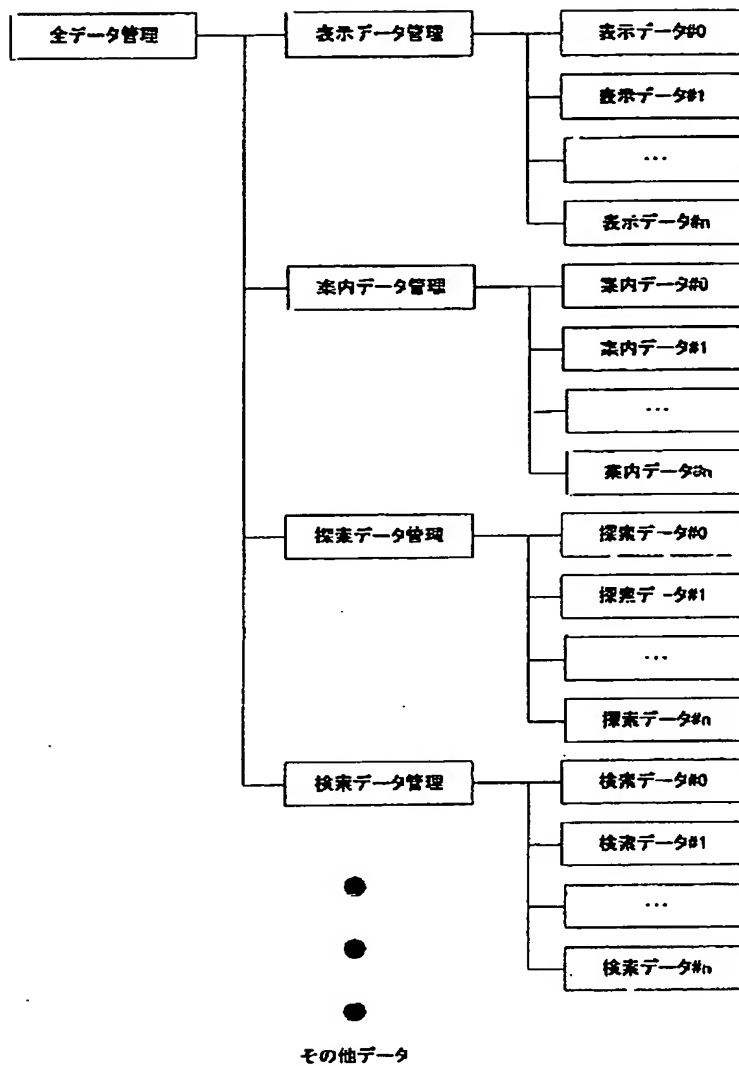 全データ管理
表示データ管理
表示データ#0
表示データ#1
…
表示データ#n
案内データ管理
案内データ#0
案内データ#1
…
案内データ#n
探索データ管理
探索データ#0
探索データ#1
…
探索データ#n
検索データ管理
検索データ#0
検索データ#1
…
検索データ#n
その他データ